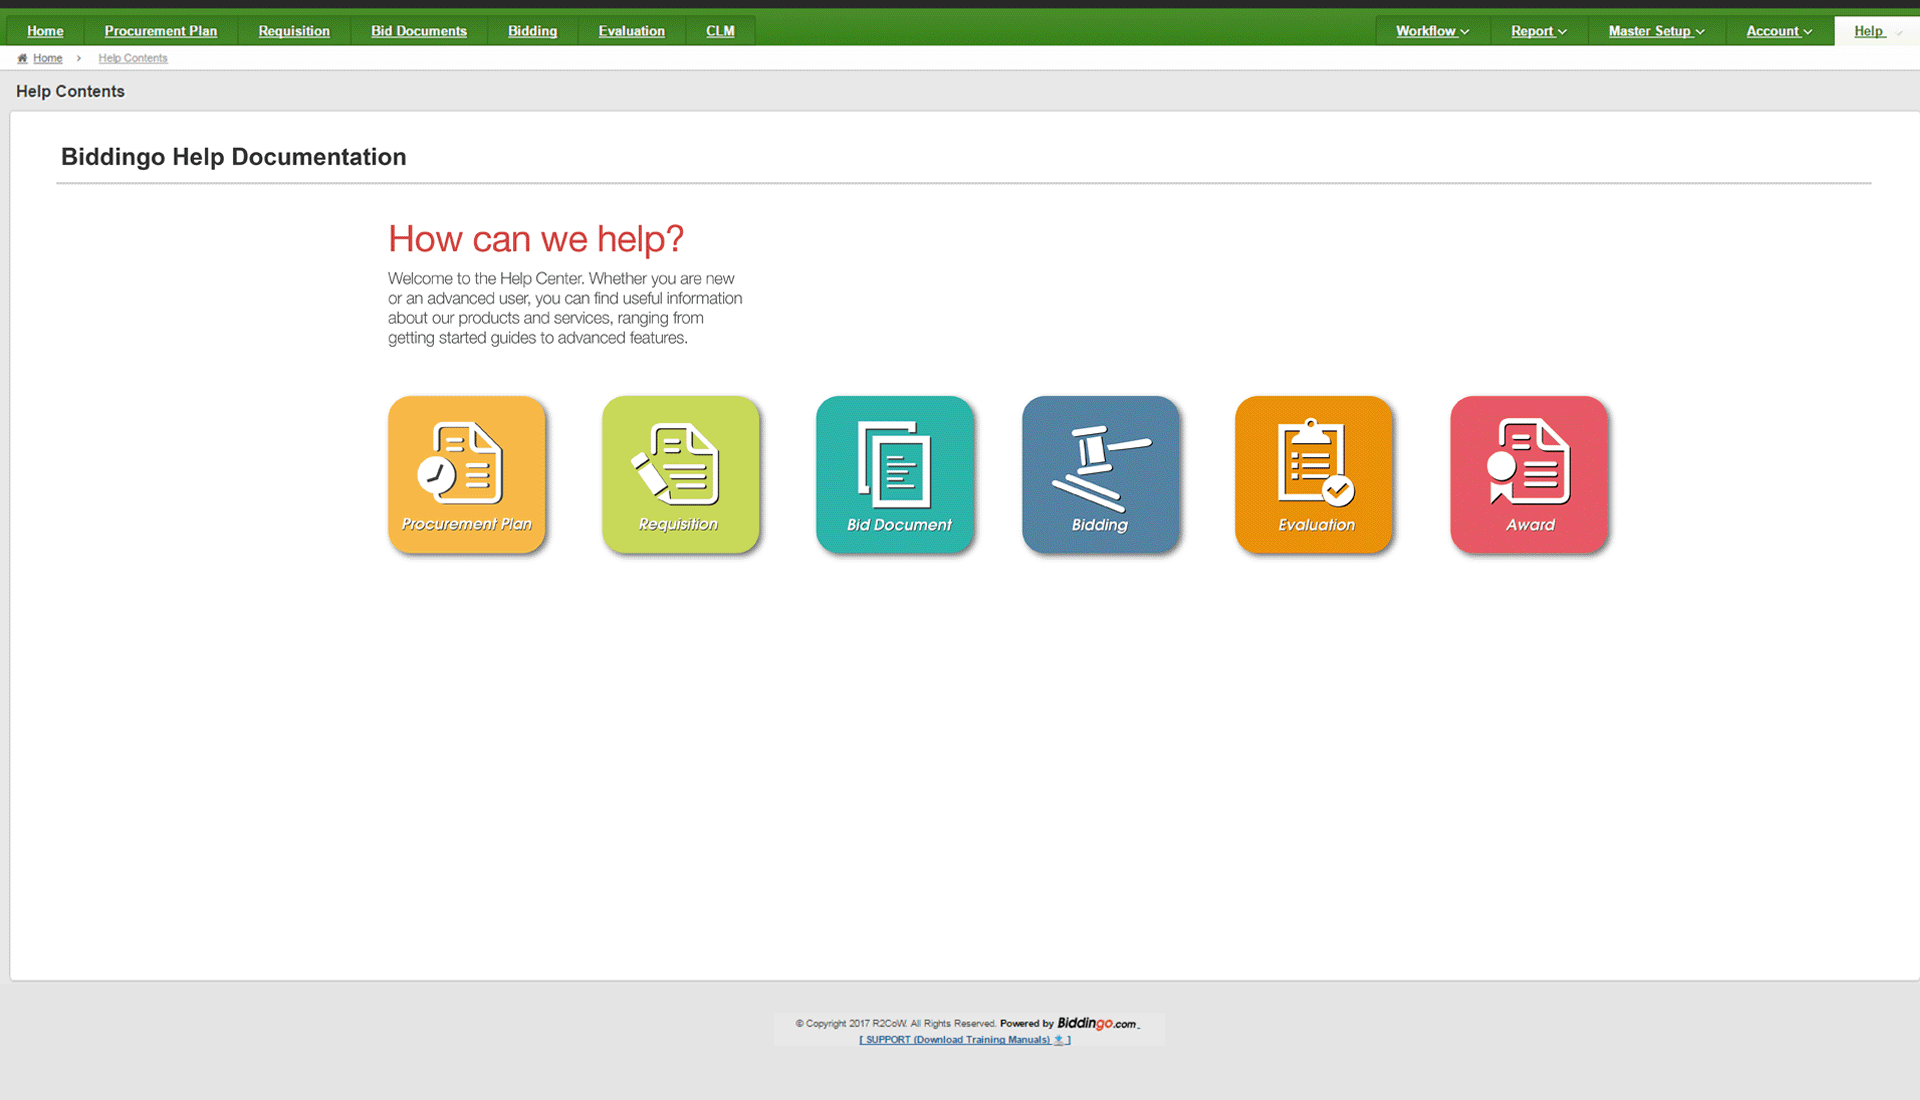 Home Procurement Plan Requisition Bid Documents Bidding Evaluation CLM Workflow Report Master Setup Account Help
Home > Help Contents
Help Contents
Biddingo Help Documentation
How can we help?
Welcome to the Help Center. Whether you are new
or an advanced user, you can find useful information
about our products and services, ranging from
getting started guides to advanced features.
Procurement Plan Requisition Bid Document Bidding Evaluation Award
© Copyright 2017 R2CoW. All Rights Reserved. Powered by Biddingo.com
[ SUPPORT (Download Training Manuals) ]